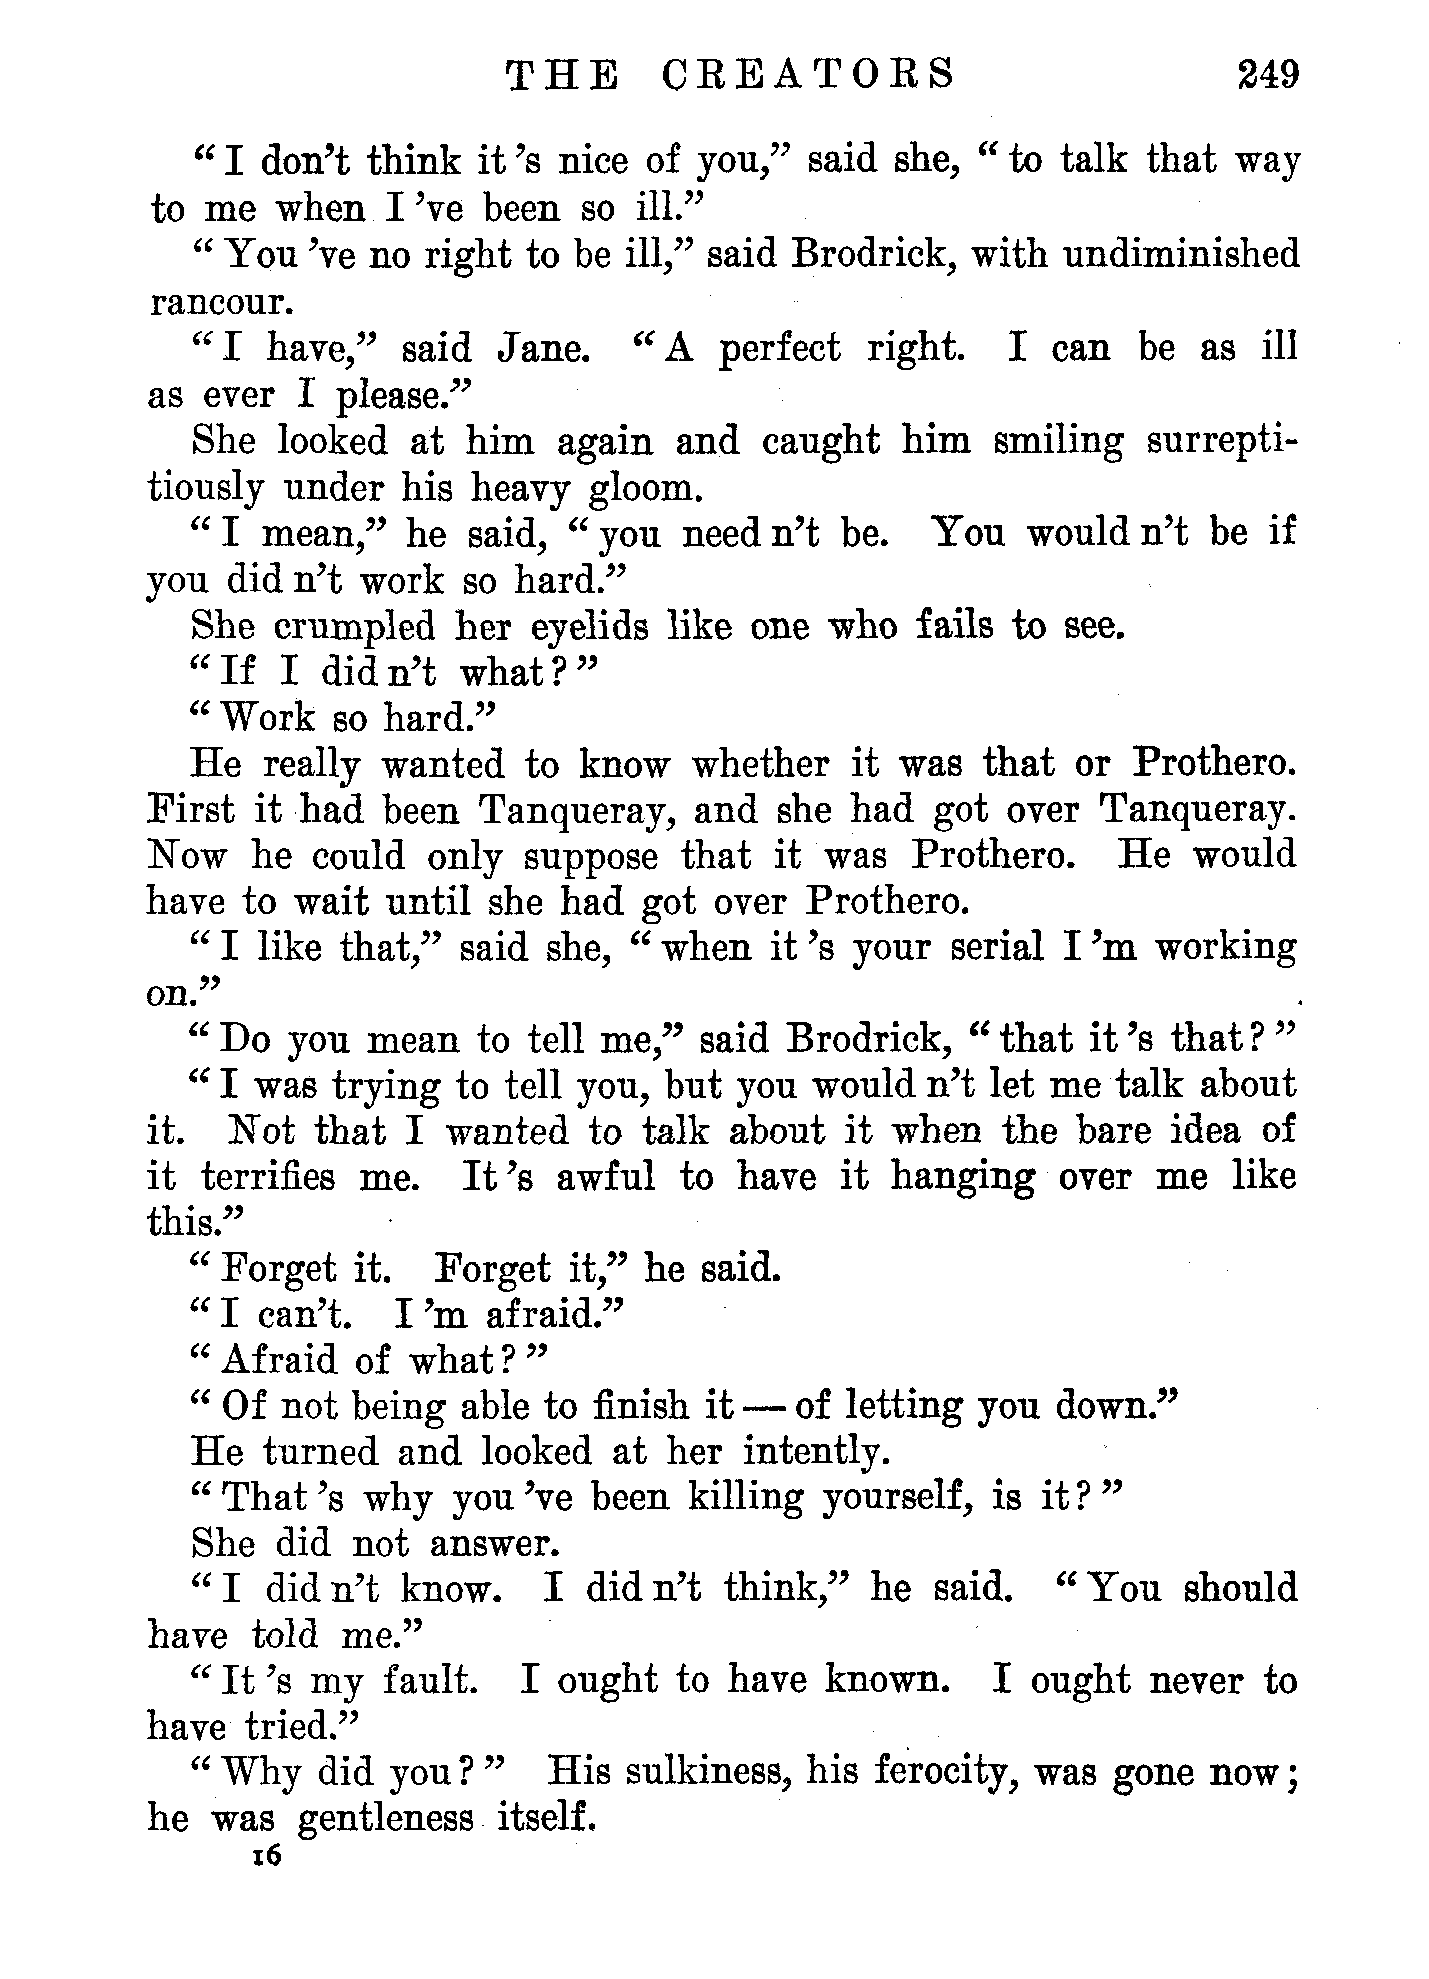 THE CREATORS 249
“I don’t think it ’s nice of you,” said she, “to talk that way
to me when I ’ve been so ill.”
“You ’ve no right to be ill,” said Brodrick, with undiminished
rancour.
“I have,” said Jane. “A perfect right. I can be as ill
as ever I please.”
She looked at him again and caught him smiling surrepti-
tiously under his heavy gloom.
“I mean,” he said, “you need n’t be. You would n’t be if
you did n’t work so hard.”
She crumpled her eyelids like one who fails to see.
“If I did n’t what?”
“Work so hard.”
He really wanted to know whether it was that or Prothero.
First it had been Tanqueray, and she had got over Tanqueray.
Now he could only suppose that it was Prothero. He would
have to wait until she had got over Prothero.
“I like that,” said she, “when it ’s your serial I ’m working
on.”
“Do you mean to tell me,” said Brodrick, “that it ’s that?”
“I was trying to tell you, but you would n’t let me talk about
it. Not that I wanted to talk about it when the bare idea of
it terrifies me. It ’s awful to have it hanging over me like
this.”
“Forget it. Forget it,” he said.
“I can’t. I ’m afraid.”
“Afraid of what?”
“Of not being able to finish it — of letting you down.”
He turned and looked at her intently.
“That ’s why you ’ve been killing yourself, is it?”
She did not answer.
“I did n’t know. I did n’t think,” he said. “You should
have told me.”
“It ’s my fault. I ought to have known. I ought never to
have tried.”
“Why did you?” His sulkiness, his ferocity, was gone now;
he was gentleness itself.
16